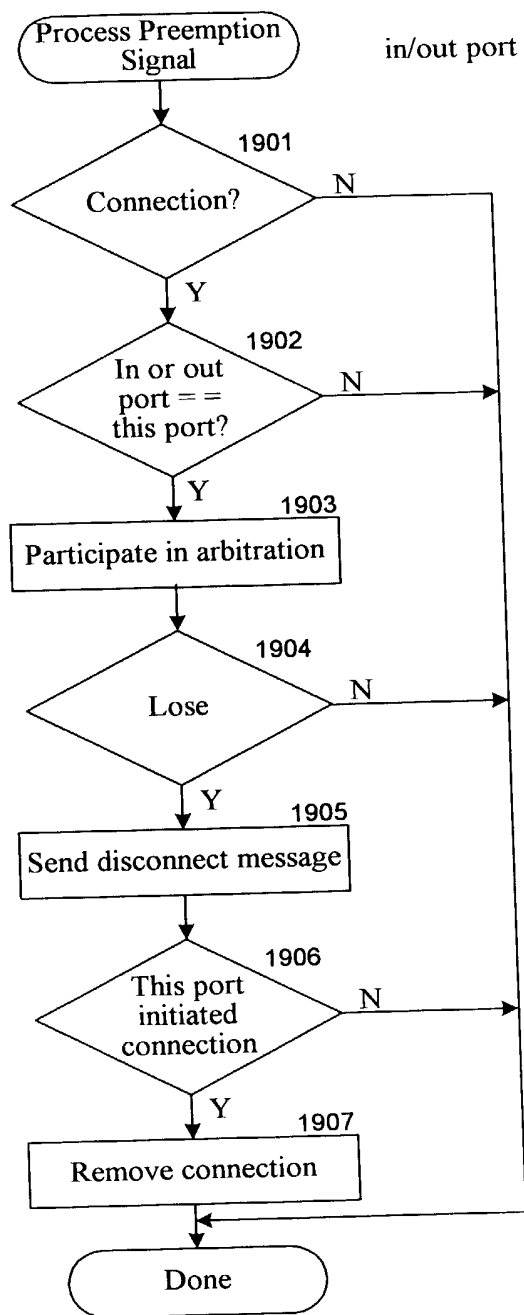 Process Preemption
Signal
in/out port
1901
Connection?
N
Y
1902
In or out
port = =
this port?
N
Y
1903
Participate in arbitration
1904
Lose
N
Y
1905
Send disconnect message
1906
This port
initiated
connection
N
Y
1907
Remove connection
Done